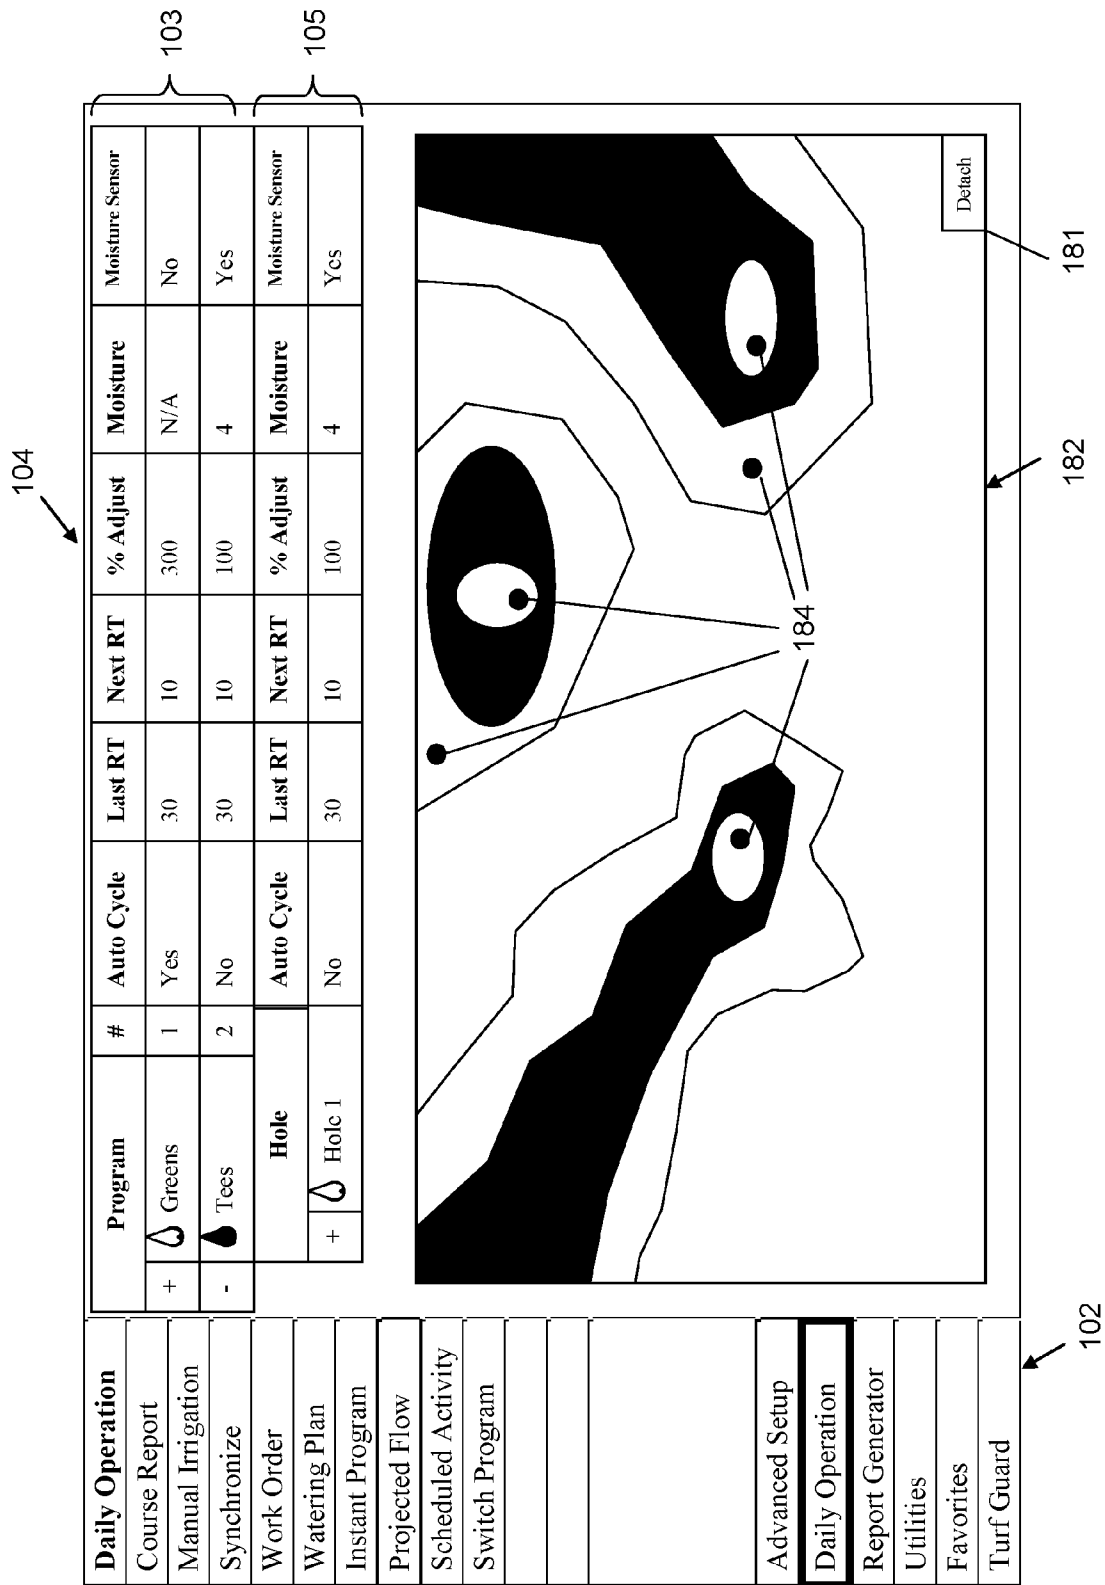 104
Daily Operation
Course Report
Manual Irrigation
Synchronize
Work Order
Watering Plan
Instant Program
Projected Flow
Scheduled Activity
Switch Program
Advanced Setup
Daily Operation
Report Generator
Utilities
Favorites
Turf Guard
102
Program # Auto Cycle Last RT Next RT % Adjust Moisture Moisture Sensor
+ Greens 1 Yes 30 10 300 N/A No
- Tees 2 No 30 10 100 4 Yes
103
Hole Auto Cycle Last RT Next RT % Adjust Moisture Moisture Sensor
+ Hole 1 No 30 10 100 4 Yes
105
184
Detach
182
181